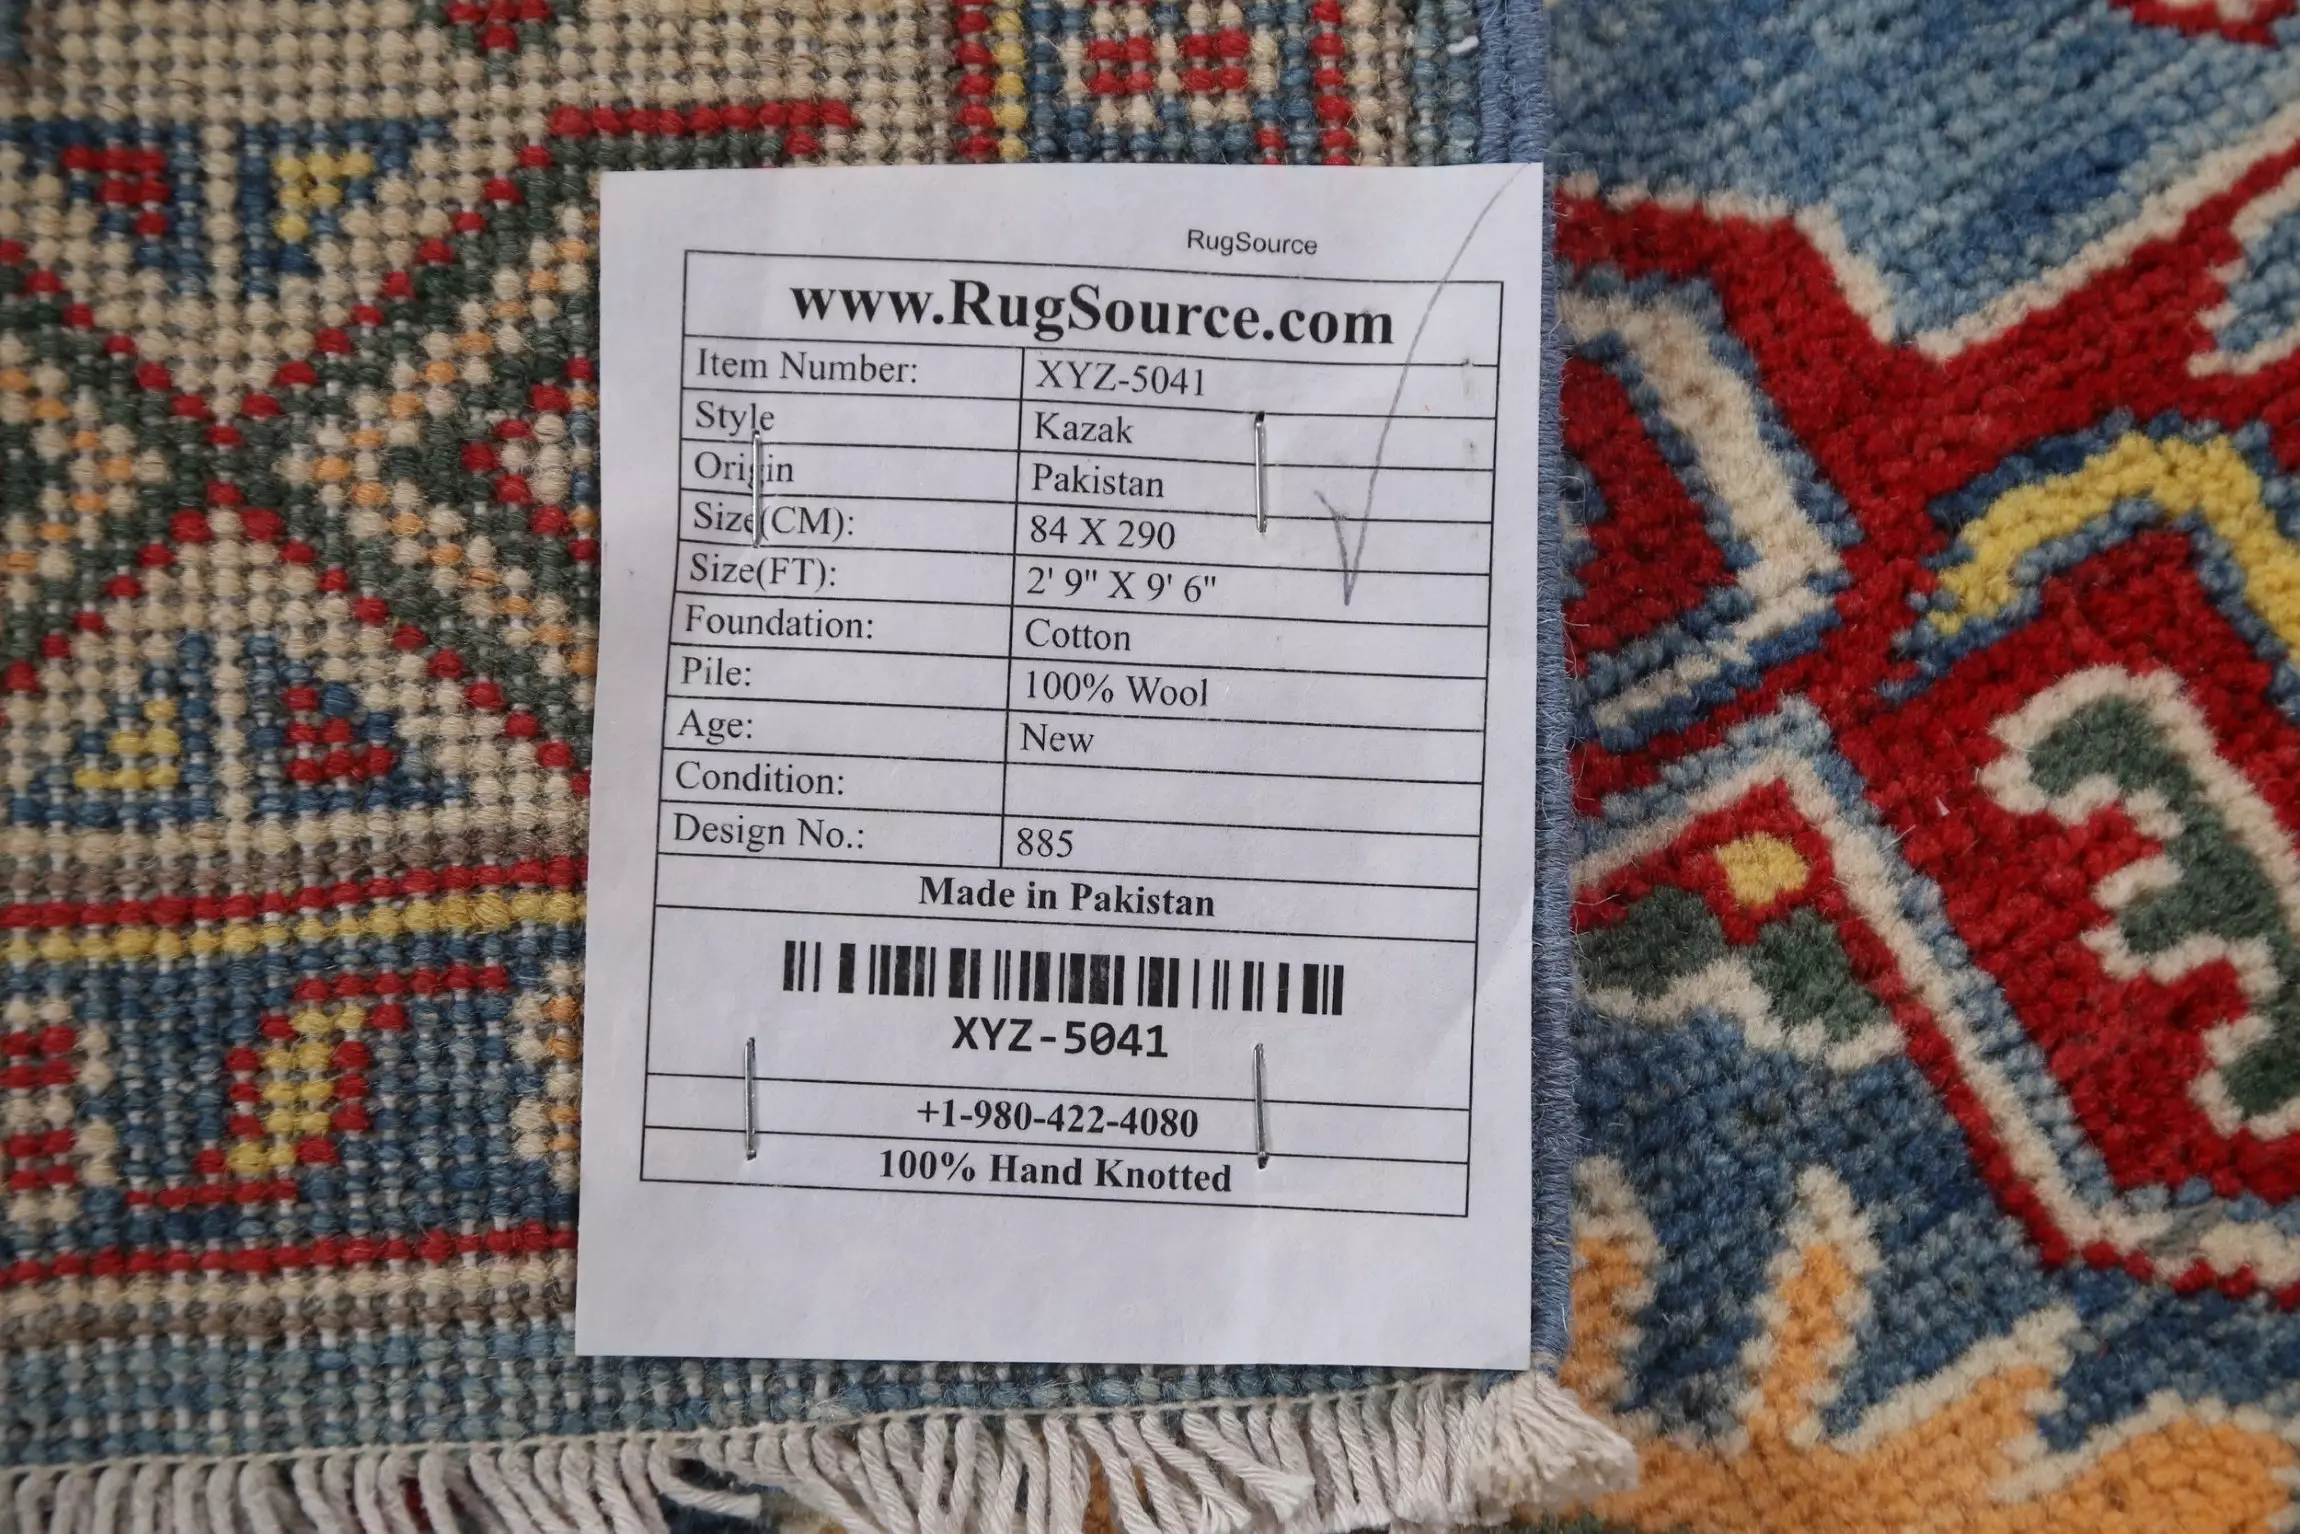 RugSource
www.RugSource.com
Item Number: XYZ-5041
Style Kazak
Origin Pakistan
Size(CM): 84 X 290
Size(FT): 2' 9" X 9' 6"
Foundation: Cotton
Pile: 100% Wool
Age: New
Condition:
Design No.: 885
Made in Pakistan
XYZ-5041
+1-980-422-4080
100% Hand Knotted